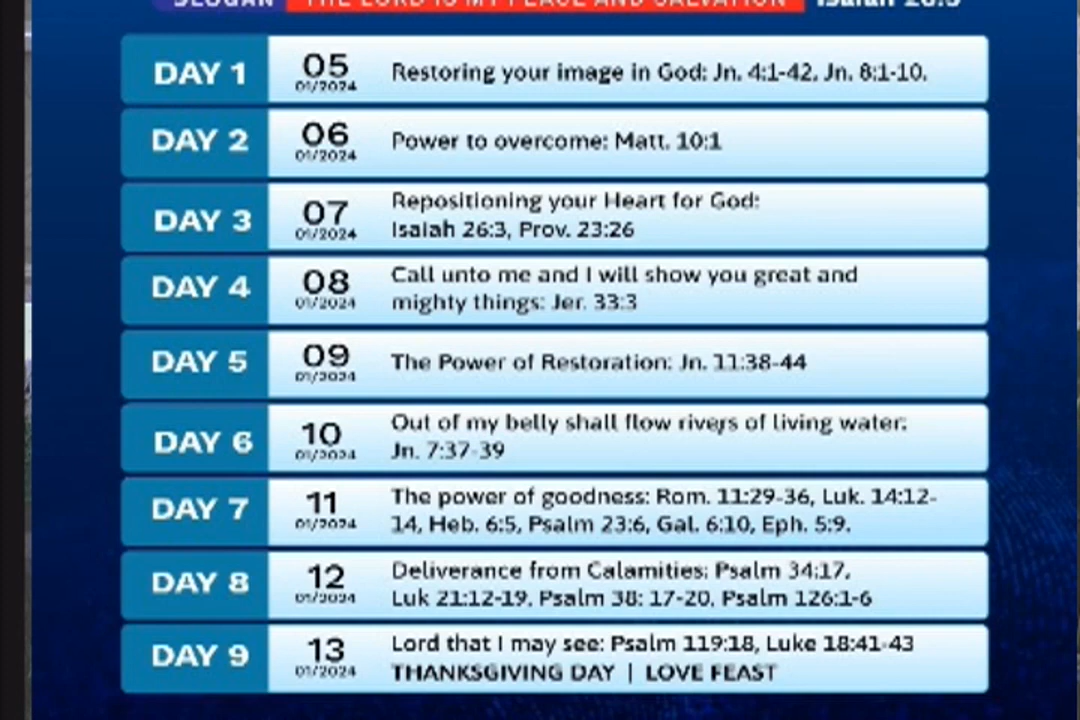 SLOGAN THE LORD IS MY PEACE AND SALVATION Isaiah 26:3
DAY 1 05 01/2024 Restoring your image in God: Jn. 4:1-42, Jn. 8:1-10.
DAY 2 06 01/2024 Power to overcome: Matt. 10:1
DAY 3 07 01/2024 Repositioning your Heart for God:
Isaiah 26:3, Prov. 23:26
DAY 4 08 01/2024 Call unto me and I will show you great and
mighty things: Jer. 33:3
DAY 5 09 01/2024 The Power of Restoration: Jn. 11:38-44
DAY 6 10 01/2024 Out of my belly shall flow rivers of living water:
Jn. 7:37-39
DAY 7 11 01/2024 The power of goodness: Rom. 11:29-36, Luk. 14:12-
14, Heb. 6:5, Psalm 23:6, Gal. 6:10, Eph. 5:9.
DAY 8 12 01/2024 Deliverance from Calamities: Psalm 34:17,
Luk 21:12-19, Psalm 38: 17-20, Psalm 126:1-6
DAY 9 13 01/2024 Lord that I may see: Psalm 119:18, Luke 18:41-43
THANKSGIVING DAY | LOVE FEAST